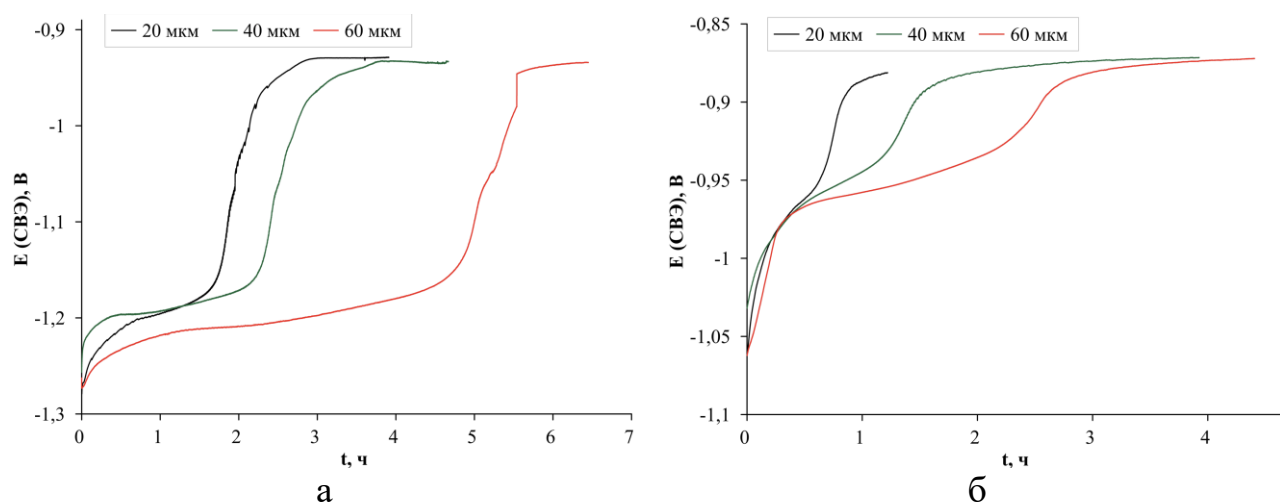 20 мкм 40 мкм 60 мкм
-0,9
-1
-1,1
-1,2
-1,3
E (СВЭ), В
0 1 2 3 4 5 6 7
t, ч
а
20 мкм 40 мкм 60 мкм
-0,85
-0,9
-0,95
-1
-1,05
-1,1
E (СВЭ), В
0 1 2 3 4
t, ч
б